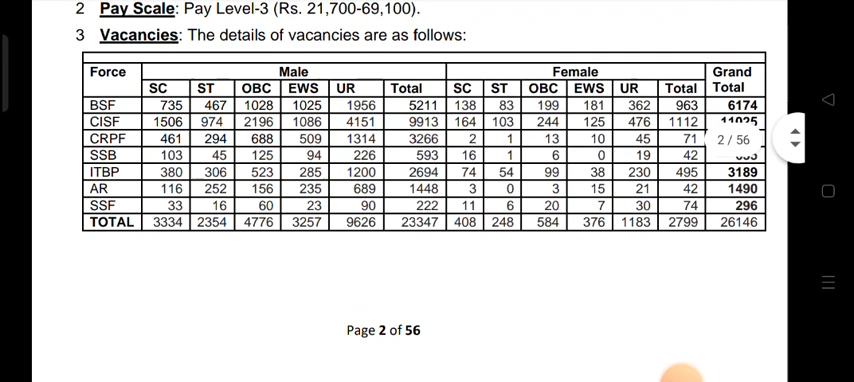 2 Pay Scale: Pay Level-3 (Rs. 21,700-69,100).
3 Vacancies: The details of vacancies are as follows:
Force Male Female Grand Total
SC ST OBC EWS UR Total SC ST OBC EWS UR Total
BSF 735 467 1028 1025 1956 5211 138 83 199 181 362 963 6174
CISF 1506 974 2196 1086 4151 9913 164 103 244 125 476 1112 11025
CRPF 461 294 688 509 1314 3266 2 1 13 10 45 71
2 / 56
SSB 103 45 125 94 226 593 16 1 6 0 19 42
ITBP 380 306 523 285 1200 2694 74 54 99 38 230 495 3189
AR 116 252 156 235 689 1448 3 0 3 15 21 42 1490
SSF 33 16 60 23 90 222 11 6 20 7 30 74 296
TOTAL 3334 2354 4776 3257 9626 23347 408 248 584 376 1183 2799 26146
Page 2 of 56